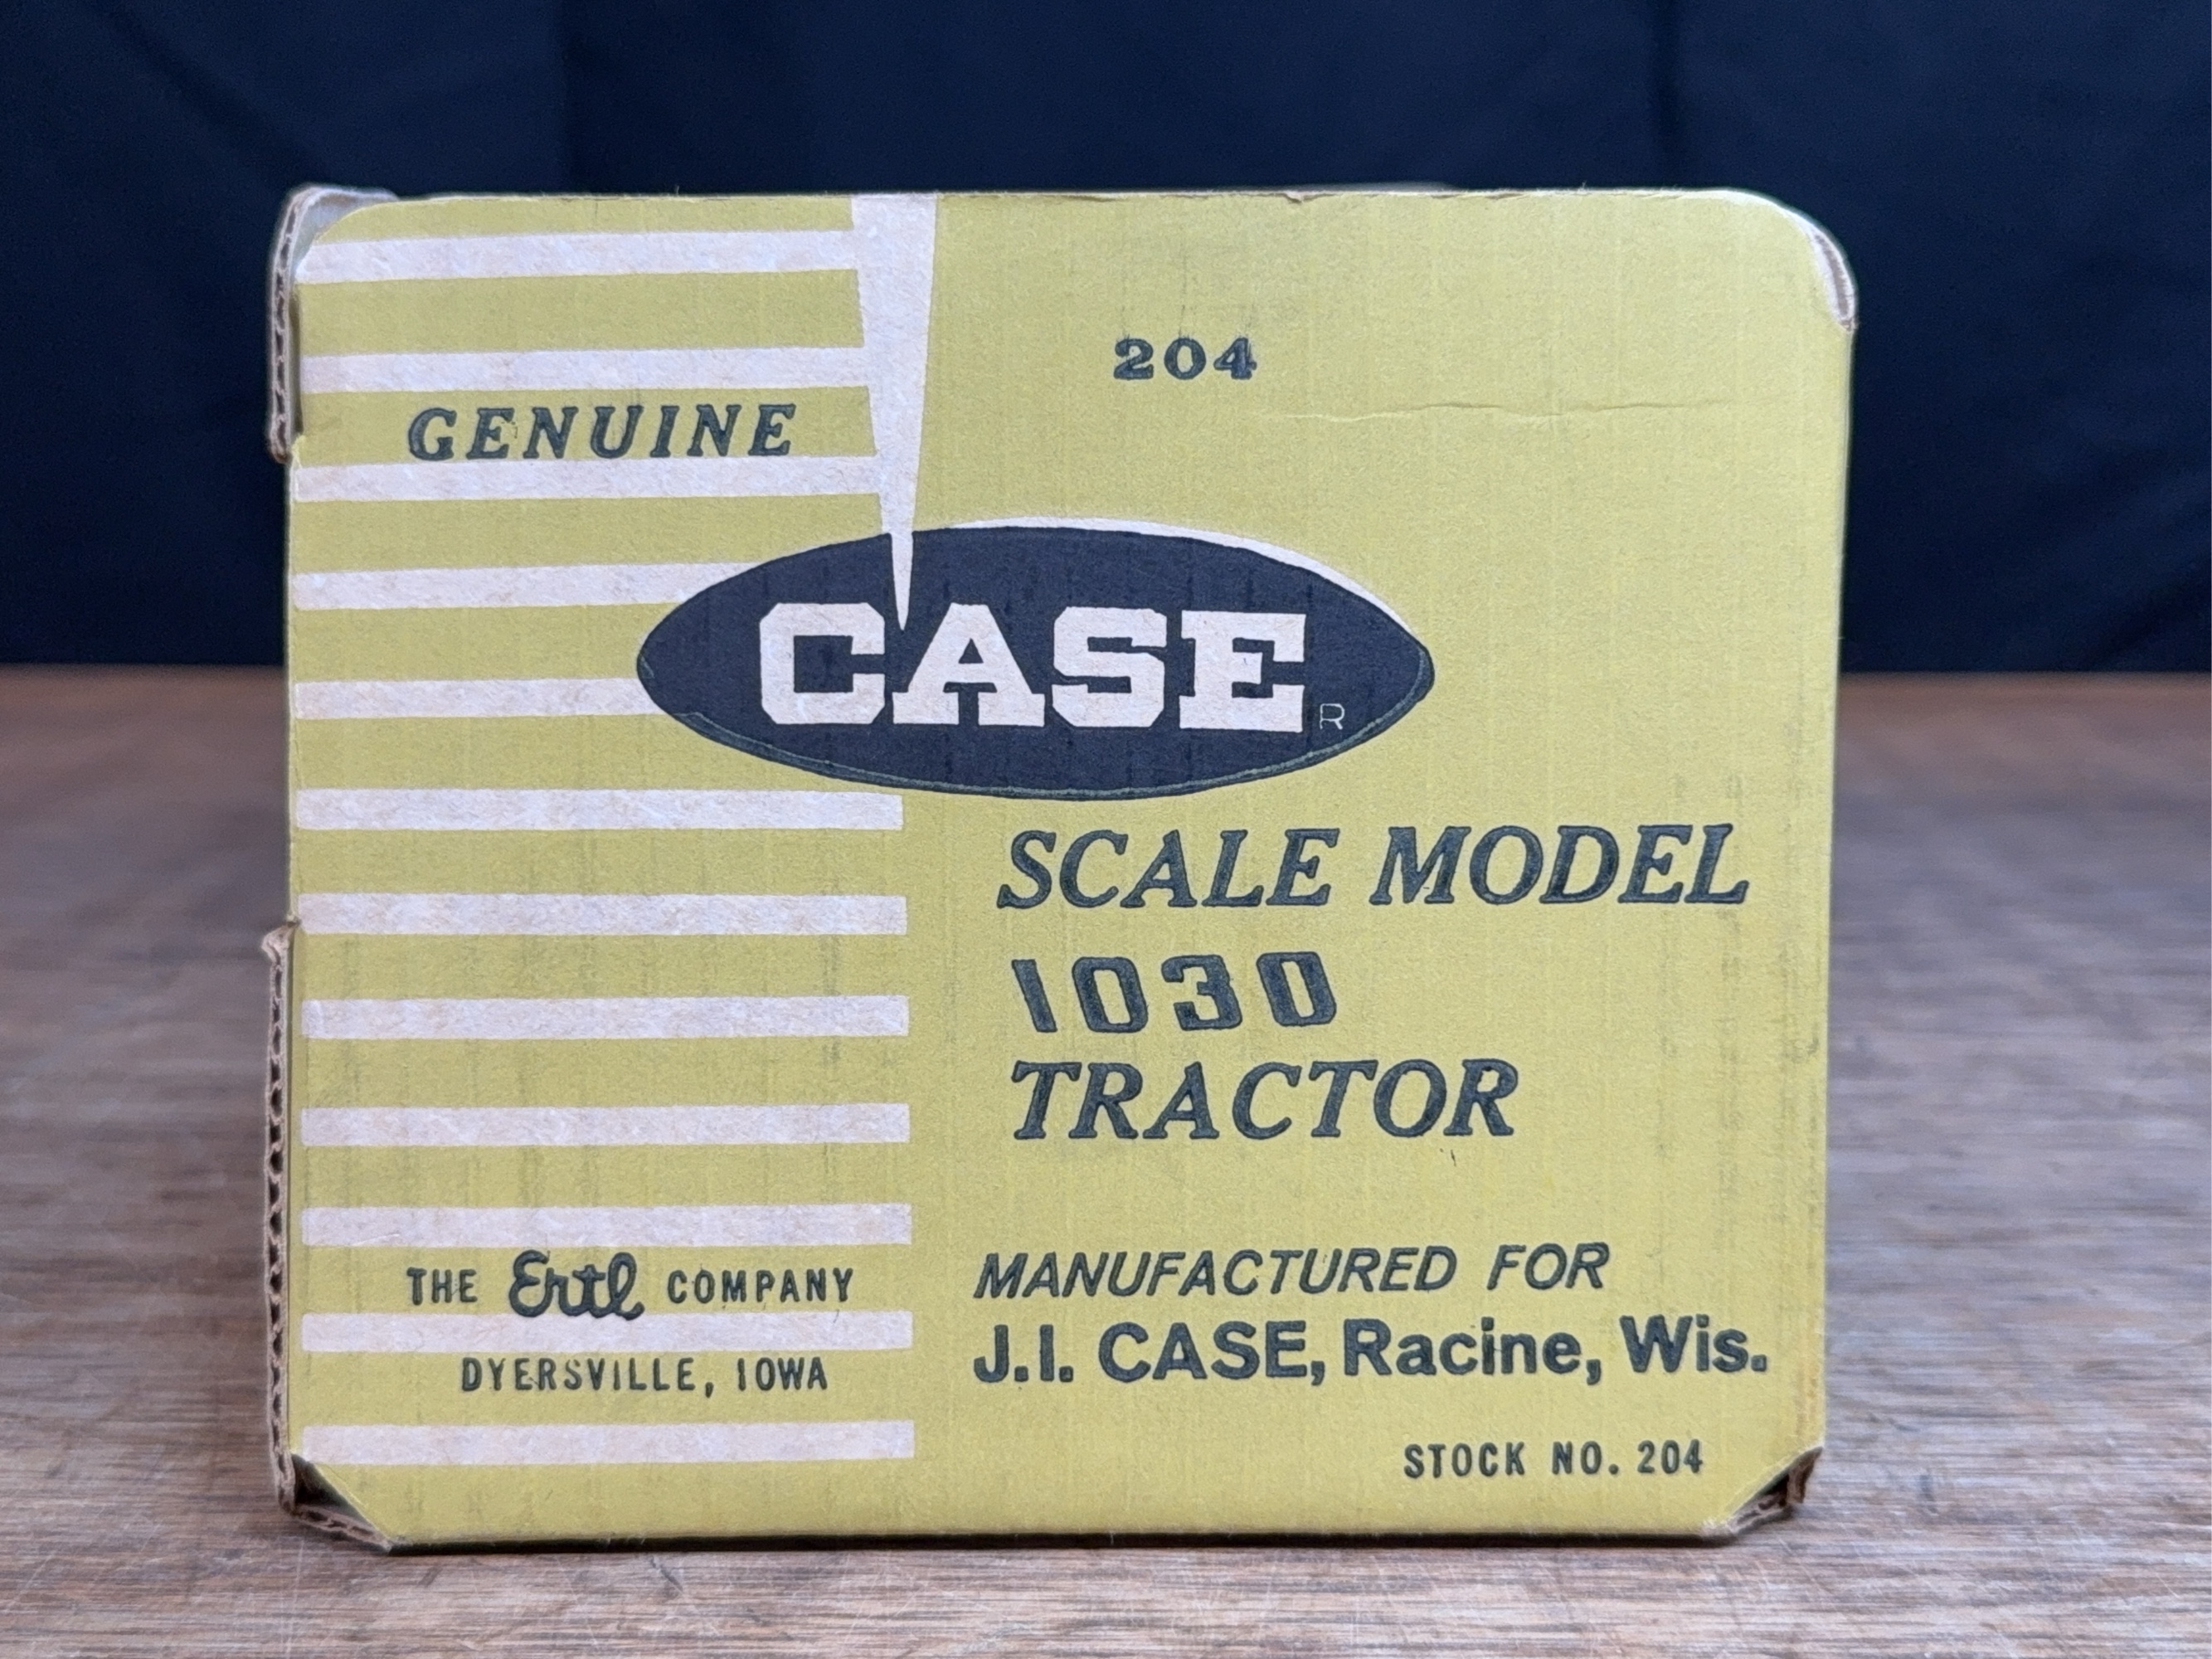 204
GENUINE
CASE R
SCALE MODEL
1030
TRACTOR
THE Ertl COMPANY
DYERSVILLE, IOWA
MANUFACTURED FOR
J.I. CASE, Racine, Wis.
STOCK NO. 204